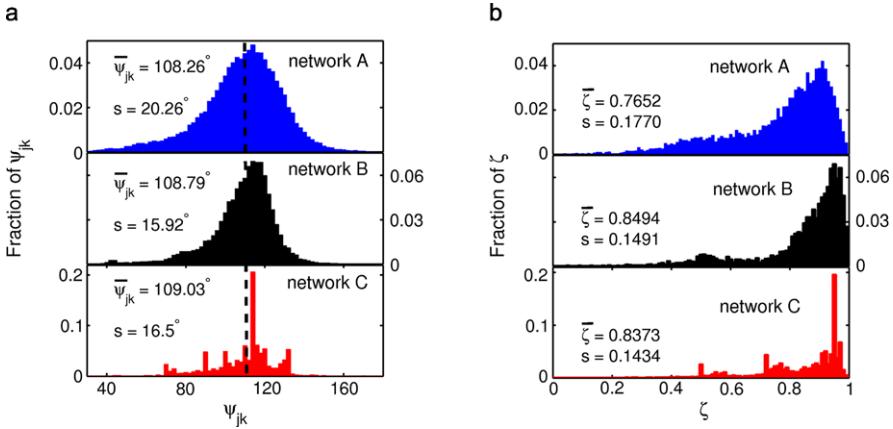 a
Fraction of ψjk
0.04
0.02
0
ψ̄jk = 108.26°
s = 20.26°
network A
ψ̄jk = 108.79°
s = 15.92°
network B
0.06
0.03
0
0.2
0.1
0
ψ̄jk = 109.03°
s = 16.5°
network C
40 80 120 160
ψjk
b
Fraction of ζ
0.04
0.02
0
network A
ζ̄ = 0.7652
s = 0.1770
network B
ζ̄ = 0.8494
s = 0.1491
0.06
0.03
0
0.2
0.1
0
network C
ζ̄ = 0.8373
s = 0.1434
0 0.2 0.4 0.6 0.8 1
ζ